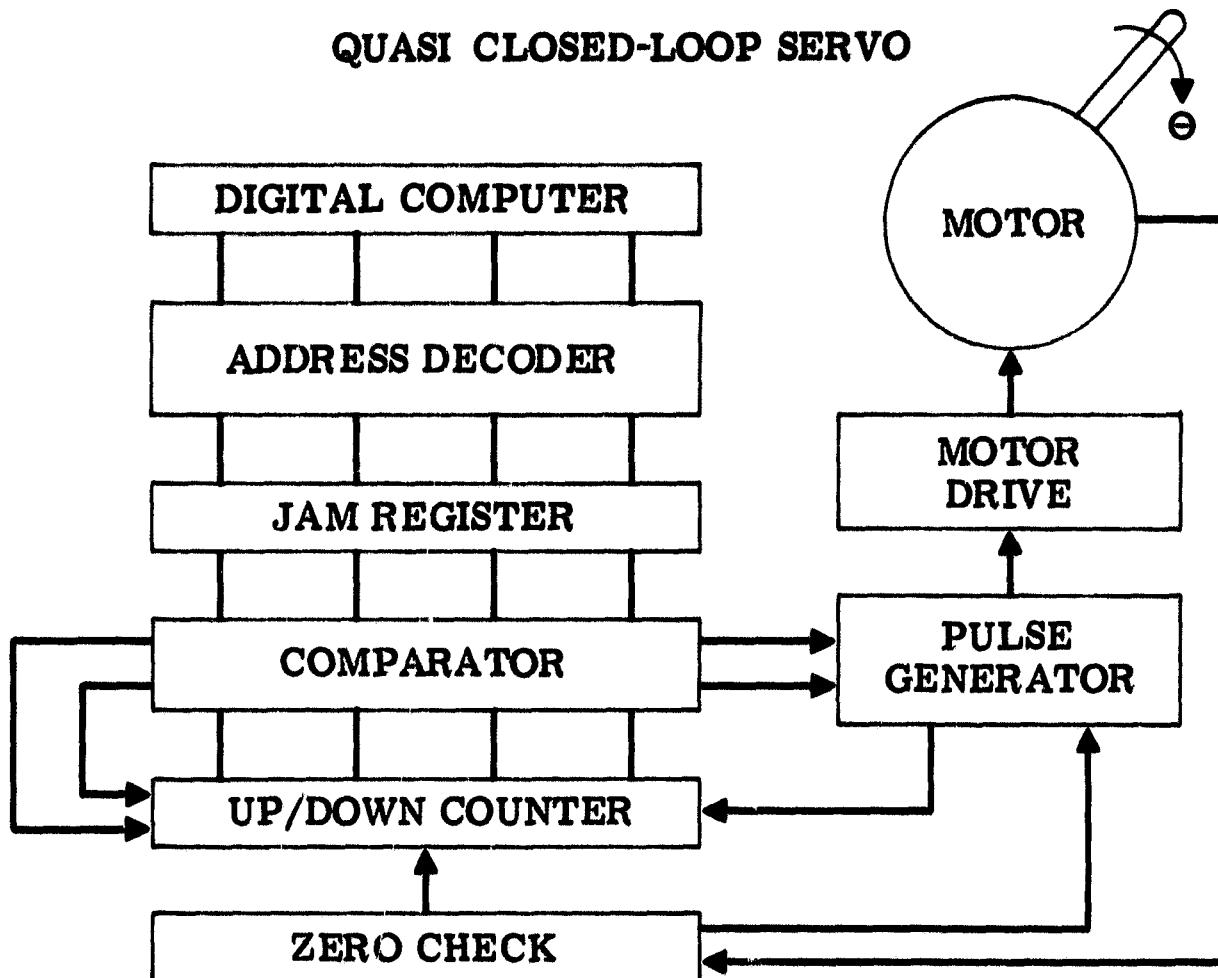 QUASI CLOSED-LOOP SERVO
Θ
DIGITAL COMPUTER
MOTOR
ADDRESS DECODER
MOTOR
DRIVE
JAM REGISTER
COMPARATOR
PULSE
GENERATOR
UP/DOWN COUNTER
ZERO CHECK